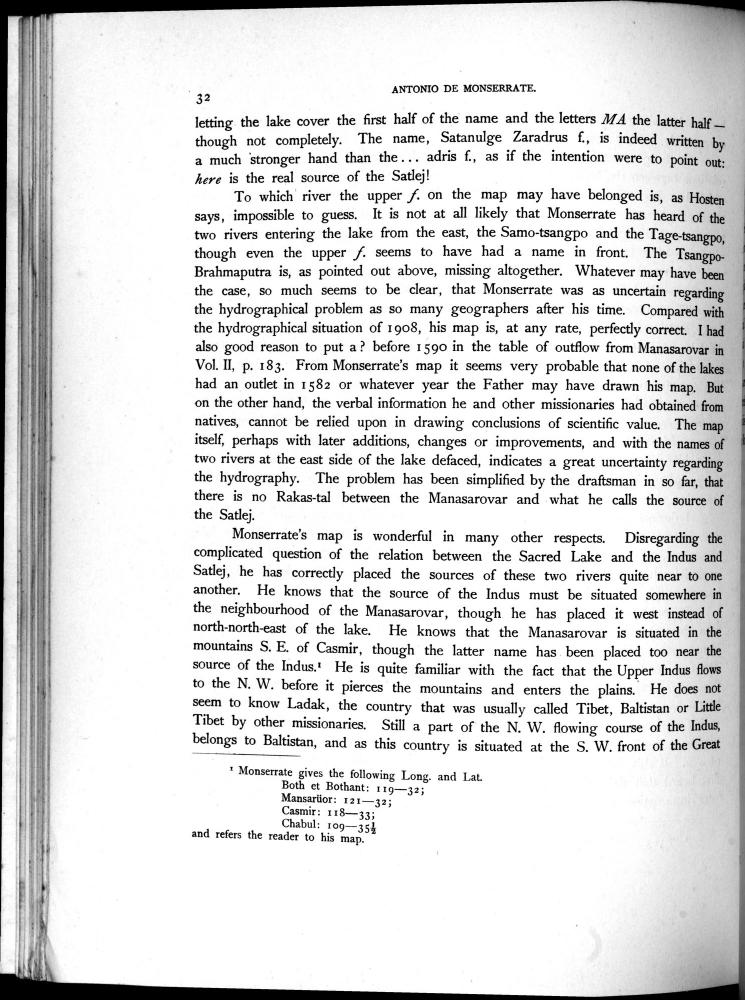 32
ANTONIO DE MONSERRATE.
letting the lake cover the first half of the name and the letters MA the latter half —
though not completely. The name, Satanulge Zaradrus f., is indeed written by
a much stronger hand than the ... adris f., as if the intention were to point out:
here is the real source of the Satlej!
To which river the upper f. on the map may have belonged is, as Hosten
says, impossible to guess. It is not at all likely that Monserrate has heard of the
two rivers entering the lake from the east, the Samo-tsangpo and the Tage-tsangpo,
though even the upper f. seems to have had a name in front. The Tsangpo-
Brahmaputra is, as pointed out above, missing altogether. Whatever may have been
the case, so much seems to be clear, that Monserrate was as uncertain regarding
the hydrographical problem as so many geographers after his time. Compared with
the hydrographical situation of 1908, his map is, at any rate, perfectly correct. I had
also good reason to put a ? before 1590 in the table of outflow from Manasarovar in
Vol. II, p. 183. From Monserrate's map it seems very probable that none of the lakes
had an outlet in 1582 or whatever year the Father may have drawn his map. But
on the other hand, the verbal information he and other missionaries had obtained from
natives, cannot be relied upon in drawing conclusions of scientific value. The map
itself, perhaps with later additions, changes or improvements, and with the names of
two rivers at the east side of the lake defaced, indicates a great uncertainty regarding
the hydrography. The problem has been simplified by the draftsman in so far, that
there is no Rakas-tal between the Manasarovar and what he calls the source of
the Satlej.
Monserrate's map is wonderful in many other respects. Disregarding the
complicated question of the relation between the Sacred Lake and the Indus and
Satlej, he has correctly placed the sources of these two rivers quite near to one
another. He knows that the source of the Indus must be situated somewhere in
the neighbourhood of the Manasarovar, though he has placed it west instead of
north-north-east of the lake. He knows that the Manasarovar is situated in the
mountains S. E. of Casmir, though the latter name has been placed too near the
source of the Indus.¹ He is quite familiar with the fact that the Upper Indus flows
to the N. W. before it pierces the mountains and enters the plains. He does not
seem to know Ladak, the country that was usually called Tibet, Baltistan or Little
Tibet by other missionaries. Still a part of the N. W. flowing course of the Indus,
belongs to Baltistan, and as this country is situated at the S. W. front of the Great
¹ Monserrate gives the following Long. and Lat.
Both et Bothant: 119—32;
Mansarüor: 121—32;
Casmir: 118—33;
Chabul: 109—35½
and refers the reader to his map.